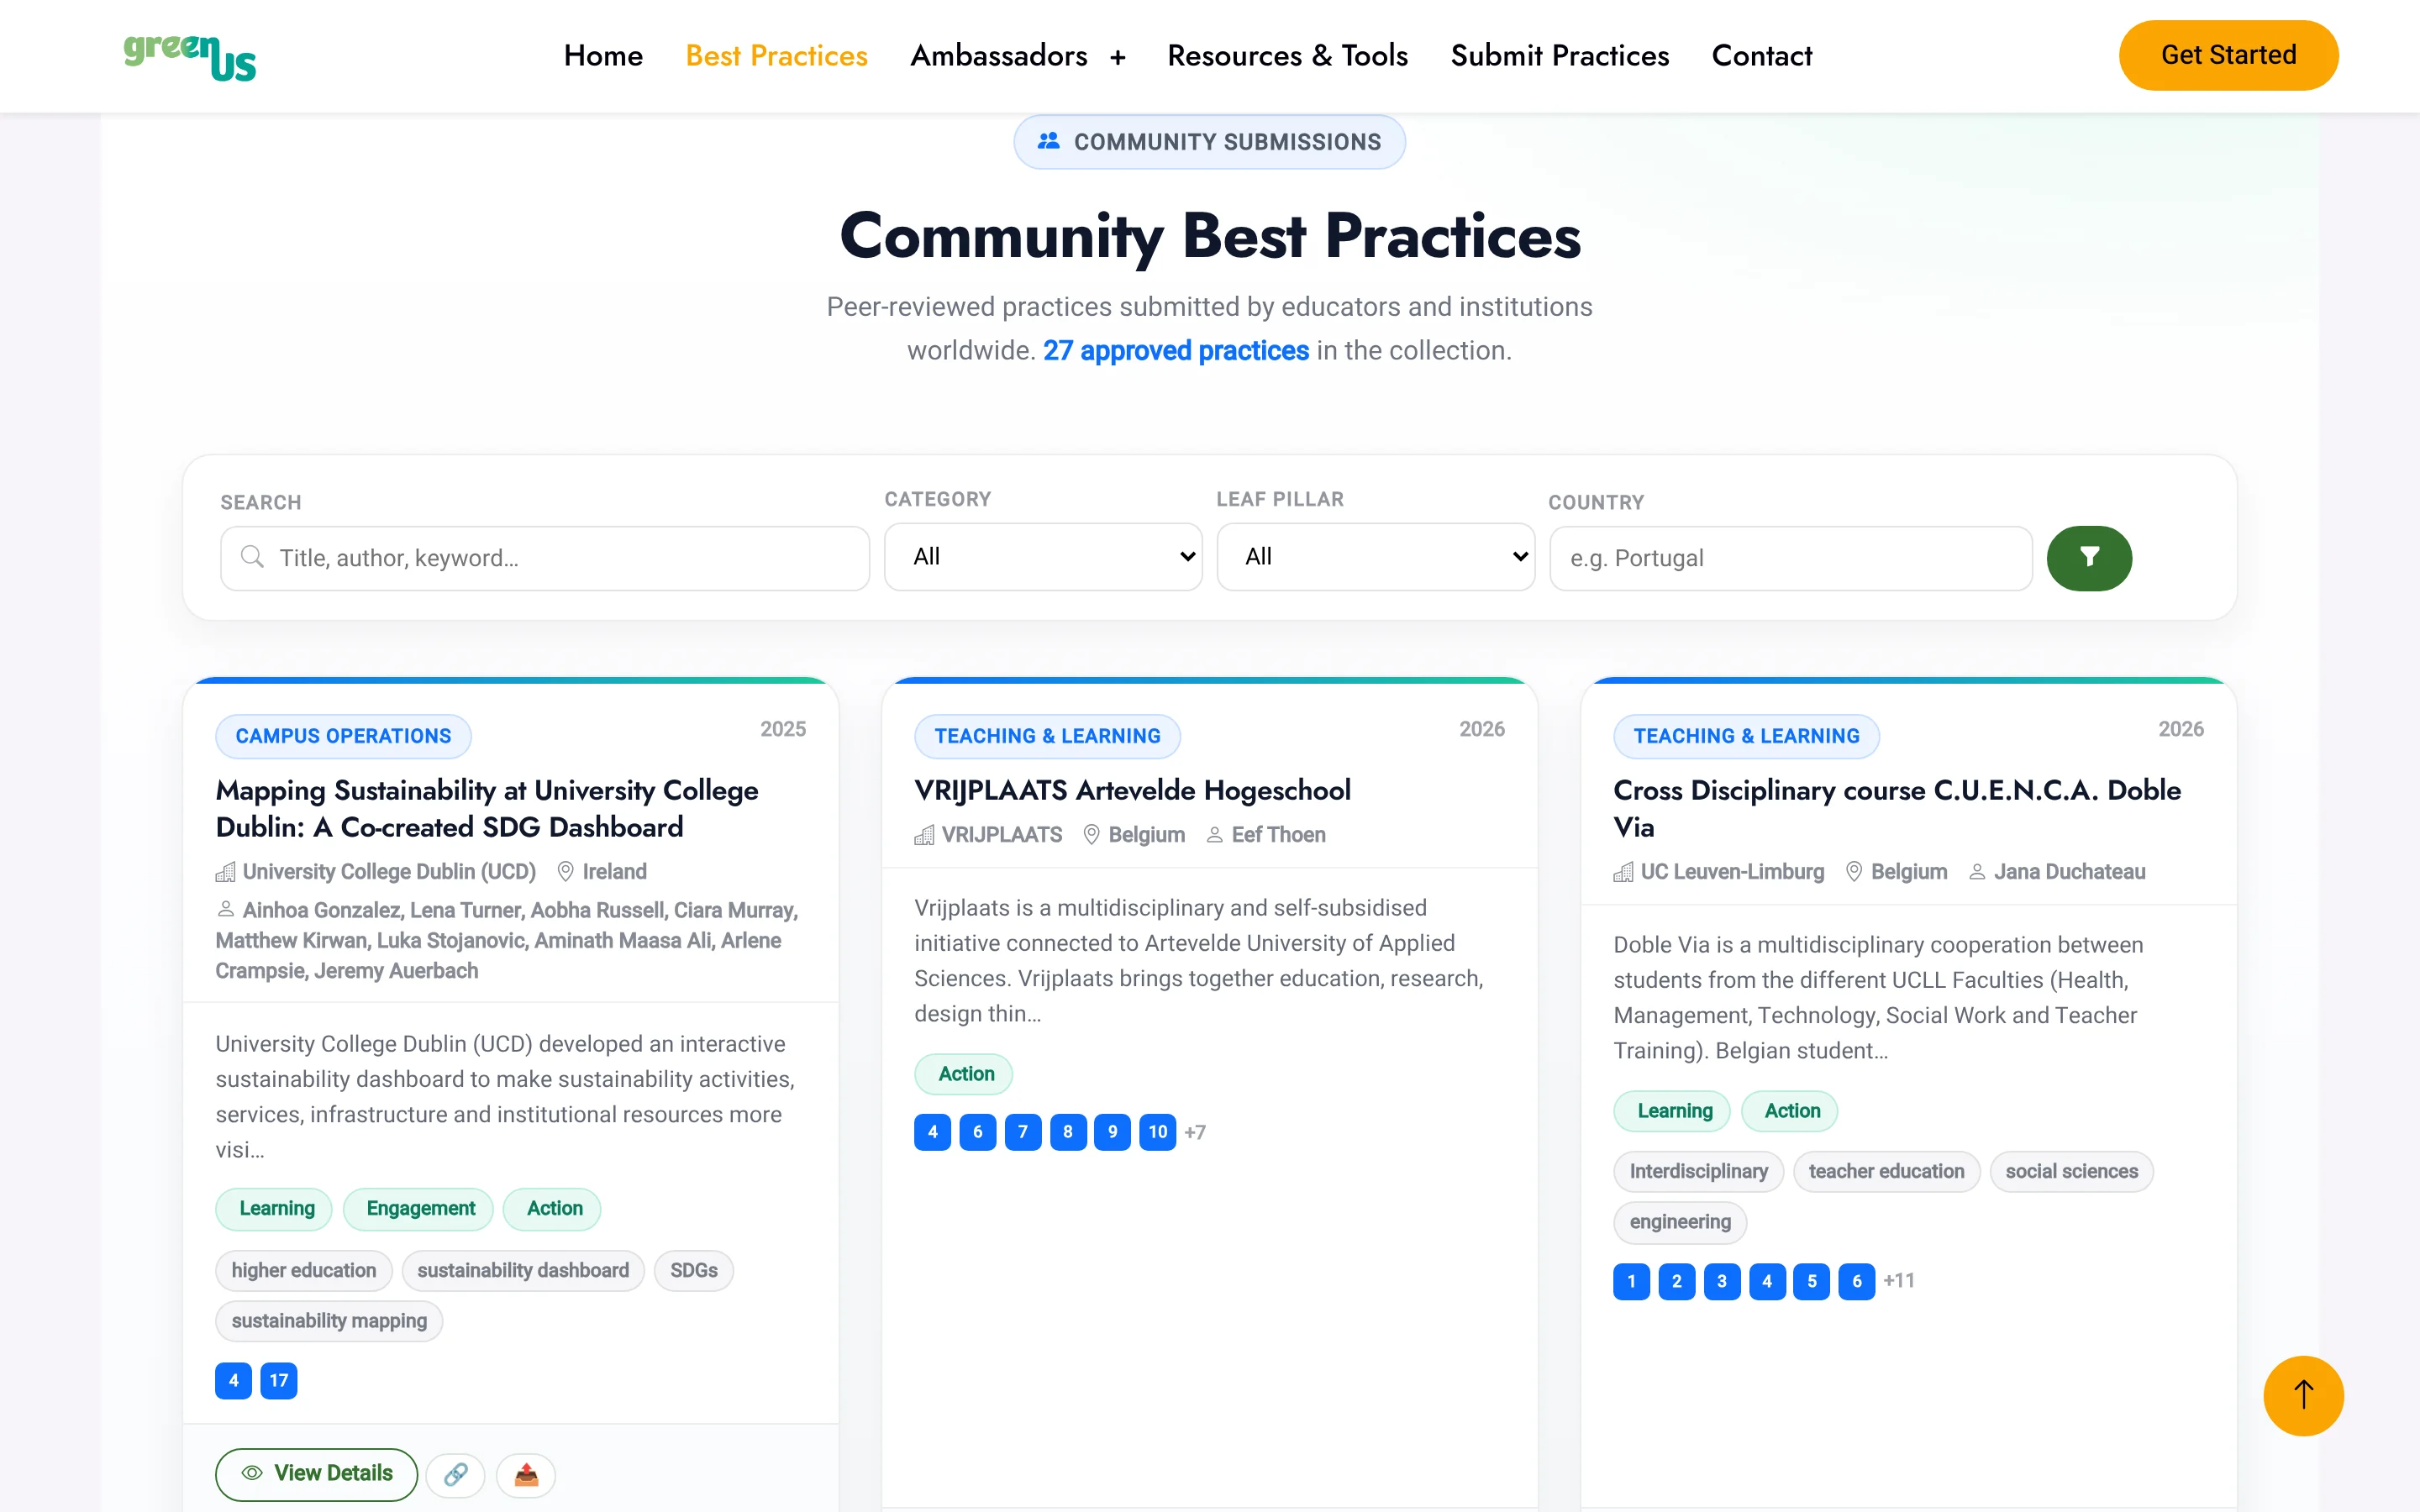 greenus
Home
Best Practices
Ambassadors +
Resources & Tools
Submit Practices
Contact
Get Started
COMMUNITY SUBMISSIONS
Community Best Practices
Peer-reviewed practices submitted by educators and institutions
worldwide. 27 approved practices in the collection.
SEARCH
Title, author, keyword...
CATEGORY
All
LEAF PILLAR
All
COUNTRY
e.g. Portugal
CAMPUS OPERATIONS
2025
Mapping Sustainability at University College
Dublin: A Co-created SDG Dashboard
University College Dublin (UCD) Ireland
Ainhoa Gonzalez, Lena Turner, Aobha Russell, Ciara Murray,
Matthew Kirwan, Luka Stojanovic, Aminath Maasa Ali, Arlene
Crampsie, Jeremy Auerbach
University College Dublin (UCD) developed an interactive
sustainability dashboard to make sustainability activities,
services, infrastructure and institutional resources more
visi...
Learning Engagement Action
higher education sustainability dashboard SDGs
sustainability mapping
4 17
View Details
TEACHING & LEARNING
2026
VRIJPLAATS Artevelde Hogeschool
VRIJPLAATS Belgium Eef Thoen
Vrijplaats is a multidisciplinary and self-subsidised
initiative connected to Artevelde University of Applied
Sciences. Vrijplaats brings together education, research,
design thin...
Action
4 6 7 8 9 10 +7
TEACHING & LEARNING
2026
Cross Disciplinary course C.U.E.N.C.A. Doble
Via
UC Leuven-Limburg Belgium Jana Duchateau
Doble Via is a multidisciplinary cooperation between
students from the different UCLL Faculties (Health,
Management, Technology, Social Work and Teacher
Training). Belgian student...
Learning Action
Interdisciplinary teacher education social sciences
engineering
1 2 3 4 5 6 +11